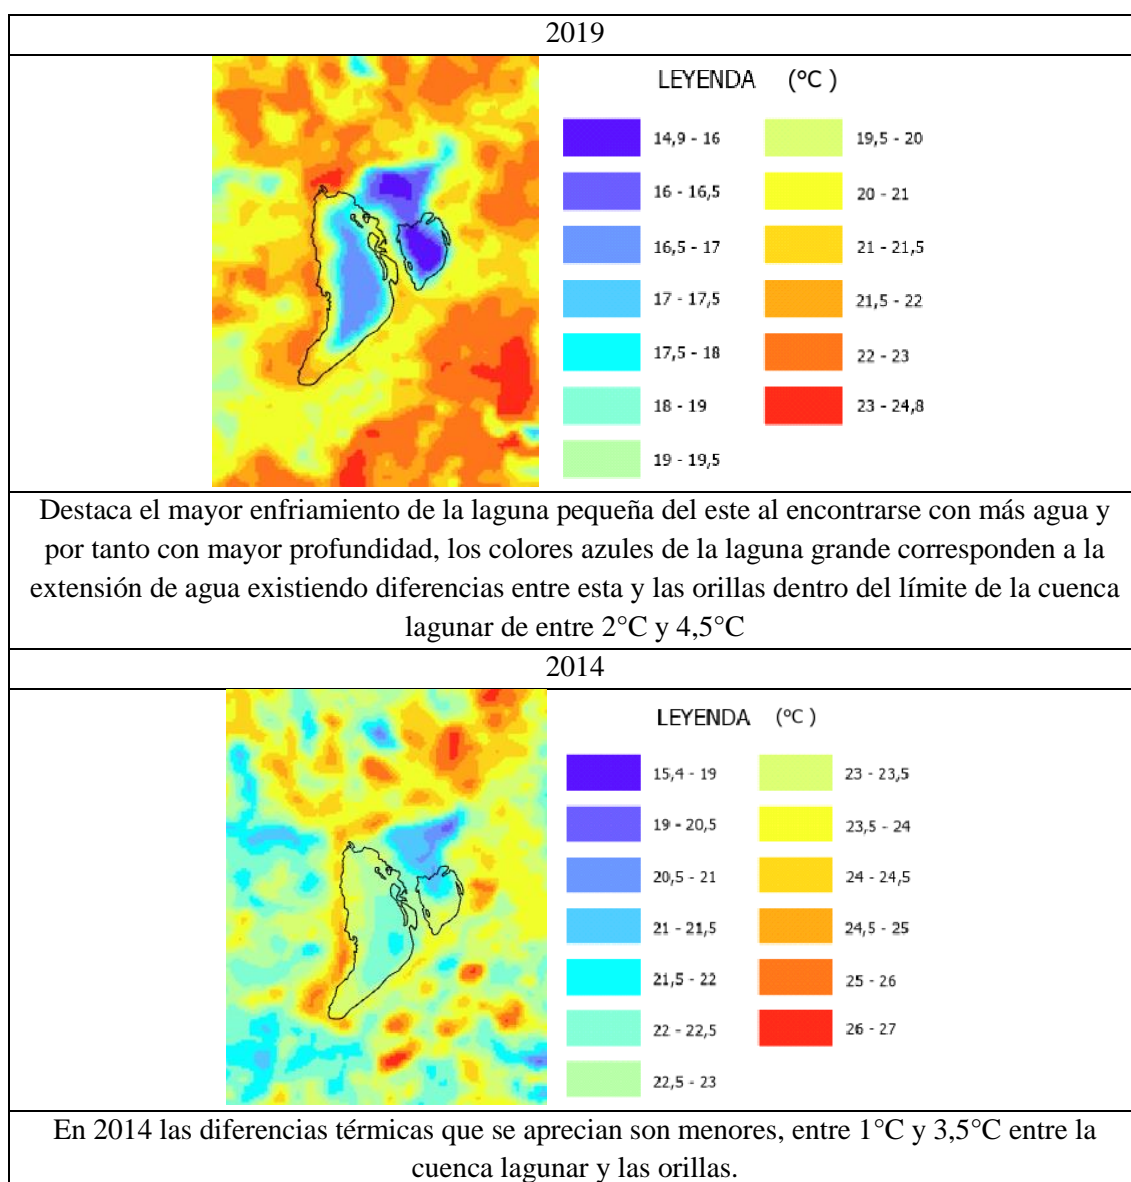 2019
LEYENDA (°C )
14,9 - 16
16 - 16,5
16,5 - 17
17 - 17,5
17,5 - 18
18 - 19
19 - 19,5
19,5 - 20
20 - 21
21 - 21,5
21,5 - 22
22 - 23
23 - 24,8
Destaca el mayor enfriamiento de la laguna pequeña del este al encontrarse con más agua y
por tanto con mayor profundidad, los colores azules de la laguna grande corresponden a la
extensión de agua existiendo diferencias entre esta y las orillas dentro del límite de la cuenca
lagunar de entre 2°C y 4,5°C
2014
LEYENDA (°C )
15,4 - 19
19 - 20,5
20,5 - 21
21 - 21,5
21,5 - 22
22 - 22,5
22,5 - 23
23 - 23,5
23,5 - 24
24 - 24,5
24,5 - 25
25 - 26
26 - 27
En 2014 las diferencias térmicas que se aprecian son menores, entre 1°C y 3,5°C entre la
cuenca lagunar y las orillas.